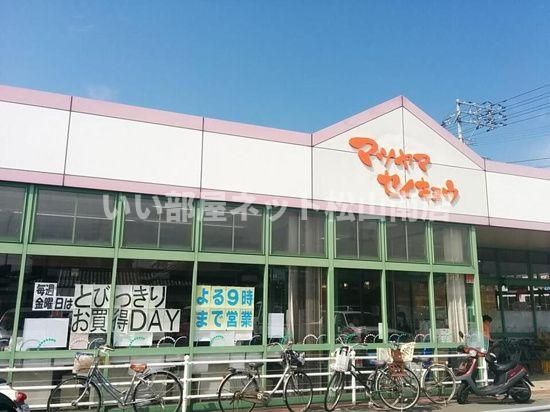 マツヤマ
セイキョウ
いい部屋ネット松山南店
毎週
金曜日は
とびっきり
お買得DAY
よる9時
まで営業